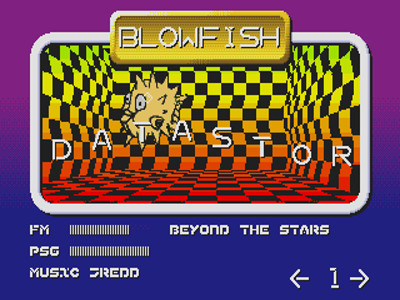 BLOWFISH
DATASTOR
FM BEYOND THE STARS
PSG
MUSIC JREDD
← 1 →